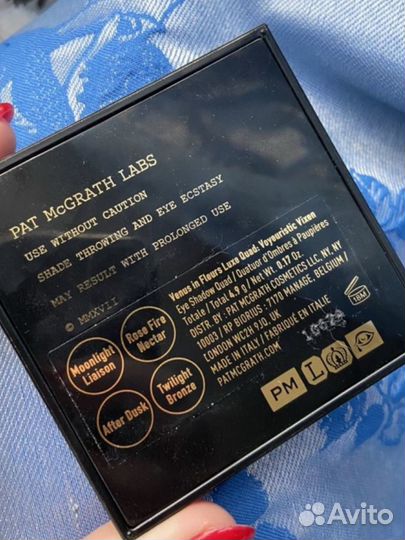 PAT McGRATH LABS
USE WITHOUT CAUTION
SHADE THROWING AND EYE ECSTASY
MAY RESULT WITH PROLONGED USE
© MMXVII
Moonlight
Liaison
Rose Fire
Nectar
After Dusk
Twilight
Bronze
Venus in Fleurs Luxe Quad: Voyeuristic Vixen
Eye Shadow Quad / Quatuor d'Ombres à Paupières
Totale / Total: 4.9 g / Net Wt. 0.17 Oz.
DISTR. BY: PAT MCGRATH COSMETICS LLC, NY, NY
10003 / RP BIORIUS / 7170 MANAGE, BELGIUM /
LONDON WC2H 9JQ, UK
MADE IN ITALY / FABRIQUÉ EN ITALIE
PATMCGRATH.COM
18M
PM
L
Avito